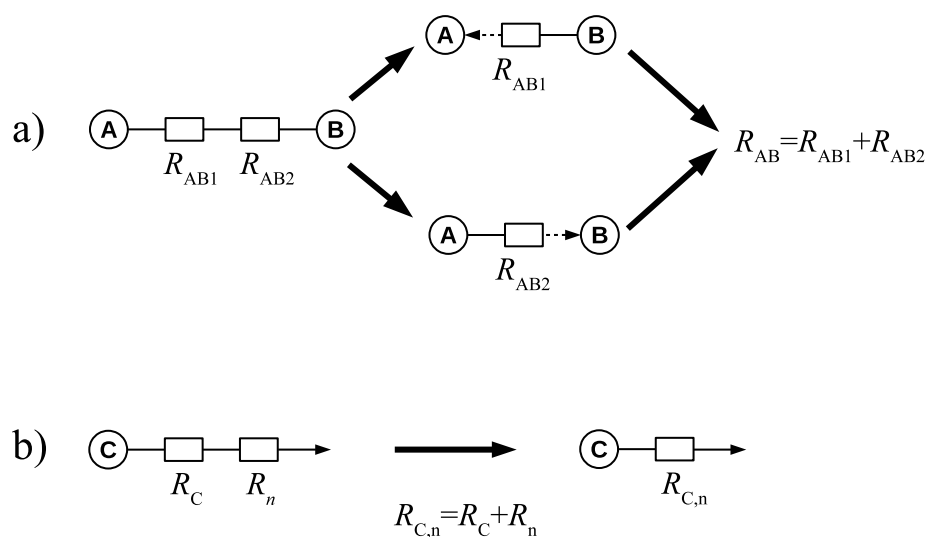 A B
R_AB1
a) A B R_AB=R_AB1+R_AB2
R_AB1 R_AB2
A B
R_AB2
b) C C
R_C R_n R_C,n
R_C,n=R_C+R_n